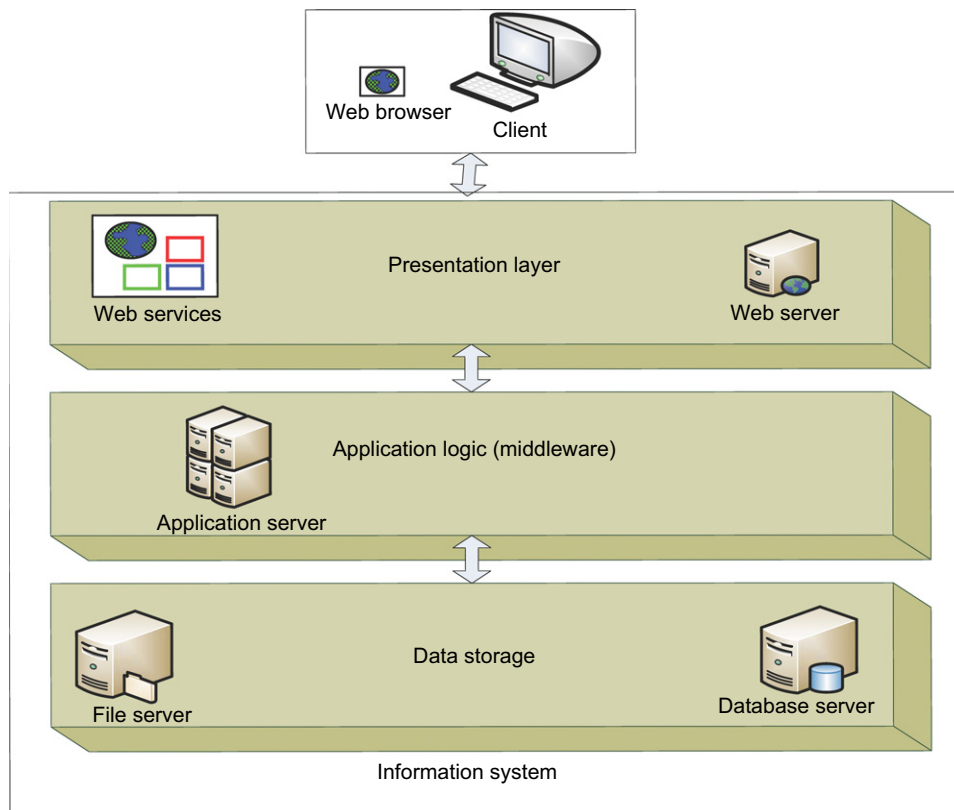 Web browser
Client
Presentation layer
Web services
Web server
Application logic (middleware)
Application server
Data storage
File server
Database server
Information system